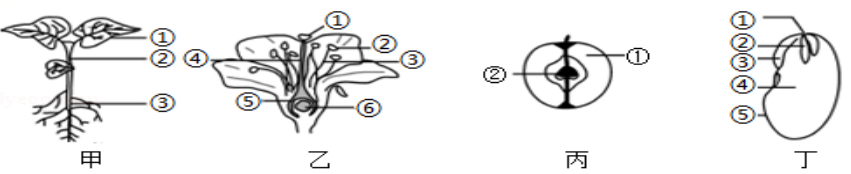 ① ② ③
甲
① ② ③ ④ ⑤ ⑥
乙
① ②
丙
① ② ③ ④ ⑤
丁